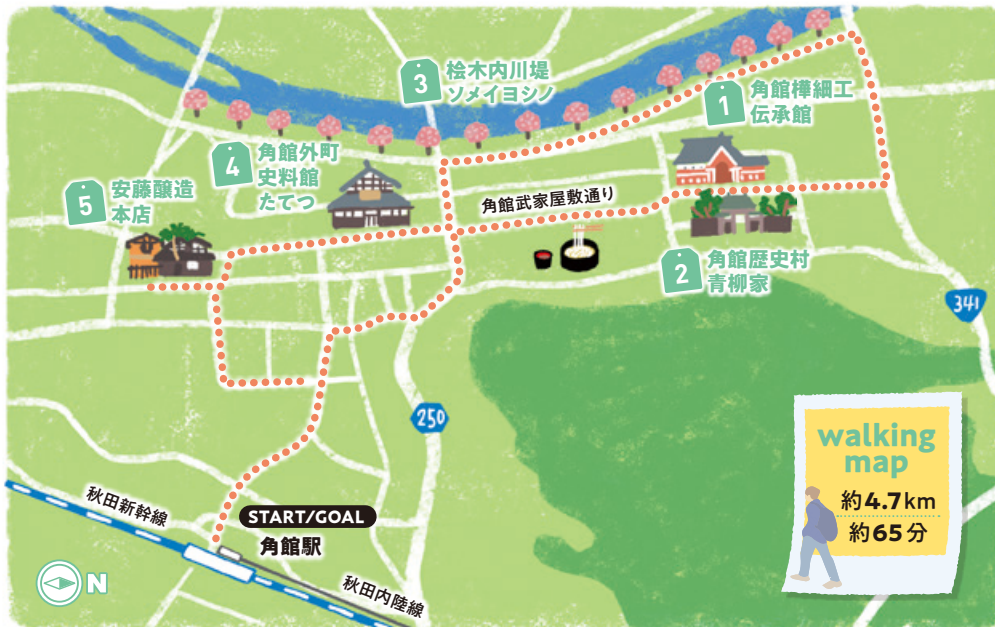 3
桧木内川堤
ソメイヨシノ
1
角館樺細工
伝承館
4
角館外町
史料館
たてつ
5
安藤醸造
本店
角館武家屋敷通り
2
角館歴史村
青柳家
341
250
walking
map
約4.7km
約65分
秋田新幹線
START/GOAL
角館駅
秋田内陸線
N